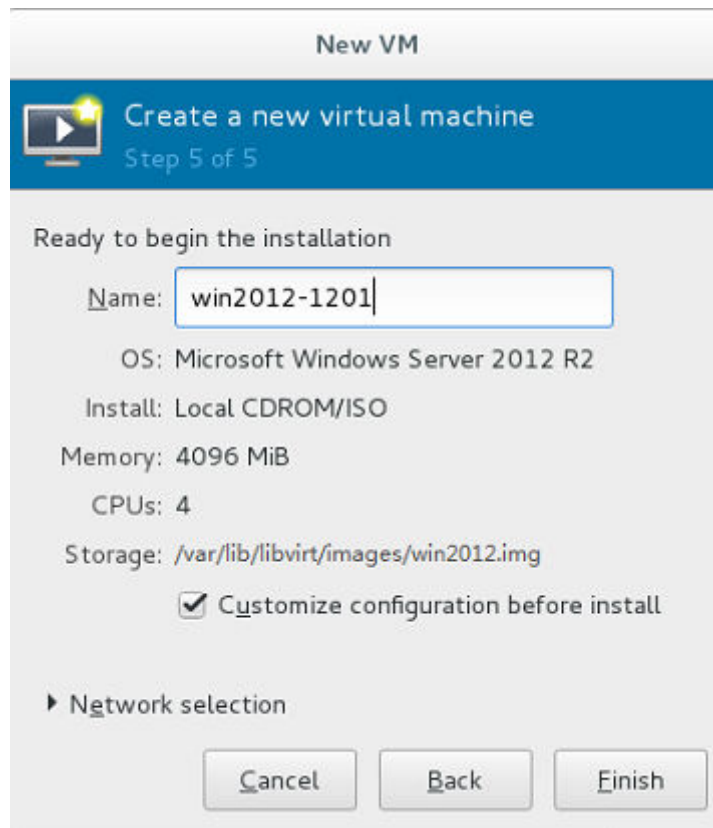 New VM
Create a new virtual machine
Step 5 of 5
Ready to begin the installation
Name: win2012-1201
OS: Microsoft Windows Server 2012 R2
Install: Local CDROM/ISO
Memory: 4096 MiB
CPUs: 4
Storage: /var/lib/libvirt/images/win2012.img
Customize configuration before install
Network selection
Cancel Back Finish